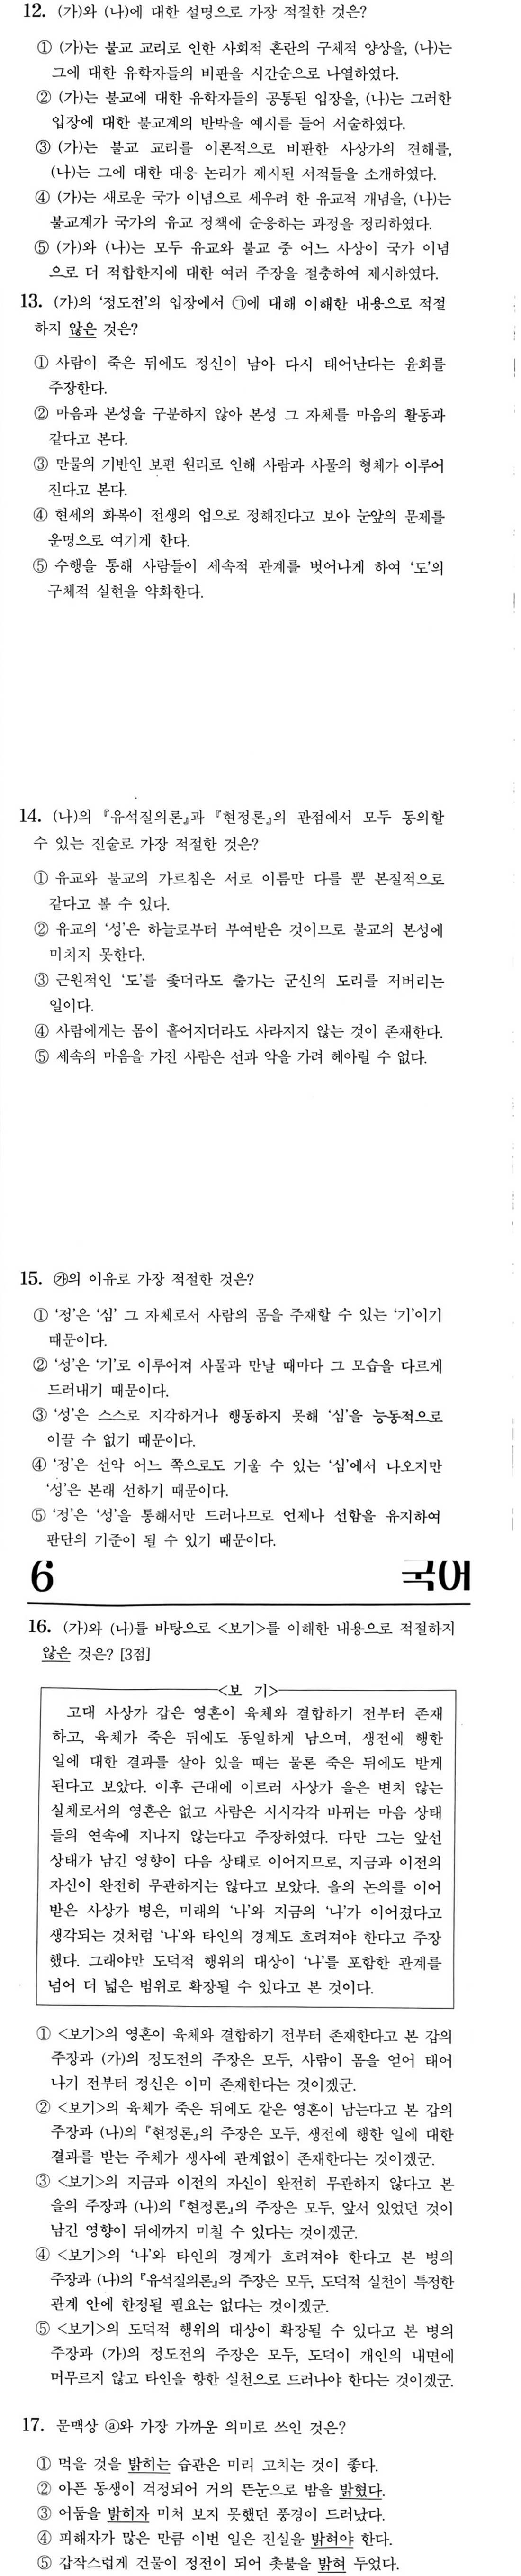 12. (가)와 (나)에 대한 설명으로 가장 적절한 것은?
① (가)는 불교 교리로 인한 사회적 혼란의 구체적 양상을, (나)는
그에 대한 유학자들의 비판을 시간순으로 나열하였다.
② (가)는 불교에 대한 유학자들의 공통된 입장을, (나)는 그러한
입장에 대한 불교계의 반박을 예시를 들어 서술하였다.
③ (가)는 불교 교리를 이론적으로 비판한 사상가의 견해를,
(나)는 그에 대한 대응 논리가 제시된 서적들을 소개하였다.
④ (가)는 새로운 국가 이념으로 세우려 한 유교적 개념을, (나)는
불교계가 국가의 유교 정책에 순응하는 과정을 정리하였다.
⑤ (가)와 (나)는 모두 유교와 불교 중 어느 사상이 국가 이념
으로 더 적합한지에 대한 여러 주장을 절충하여 제시하였다.
13. (가)의 ‘정도전’의 입장에서 ㉠에 대해 이해한 내용으로 적절
하지 않은 것은?
① 사람이 죽은 뒤에도 정신이 남아 다시 태어난다는 윤회를
주장한다.
② 마음과 본성을 구분하지 않아 본성 그 자체를 마음의 활동과
같다고 본다.
③ 만물의 기반인 보편 원리로 인해 사람과 사물의 형체가 이루어
진다고 본다.
④ 현세의 화복이 전생의 업으로 정해진다고 보아 눈앞의 문제를
운명으로 여기게 한다.
⑤ 수행을 통해 사람들이 세속적 관계를 벗어나게 하여 ‘도’의
구체적 실현을 약화한다.
14. (나)의 『유석질의론』과 『현정론』의 관점에서 모두 동의할
수 있는 진술로 가장 적절한 것은?
① 유교와 불교의 가르침은 서로 이름만 다를 뿐 본질적으로
같다고 볼 수 있다.
② 유교의 ‘성’은 하늘로부터 부여받은 것이므로 불교의 본성에
미치지 못한다.
③ 근원적인 ‘도’를 좇더라도 출가는 군신의 도리를 저버리는
일이다.
④ 사람에게는 몸이 흩어지더라도 사라지지 않는 것이 존재한다.
⑤ 세속의 마음을 가진 사람은 선과 악을 가려 헤아릴 수 없다.
15. ㉮의 이유로 가장 적절한 것은?
① ‘정’은 ‘심’ 그 자체로서 사람의 몸을 주재할 수 있는 ‘기’이기
때문이다.
② ‘성’은 ‘기’로 이루어져 사물과 만날 때마다 그 모습을 다르게
드러내기 때문이다.
③ ‘성’은 스스로 지각하거나 행동하지 못해 ‘심’을 능동적으로
이끌 수 없기 때문이다.
④ ‘정’은 선악 어느 쪽으로도 기울 수 있는 ‘심’에서 나오지만
‘성’은 본래 선하기 때문이다.
⑤ ‘정’은 ‘성’을 통해서만 드러나므로 언제나 선함을 유지하여
판단의 기준이 될 수 있기 때문이다.
6 국어
16. (가)와 (나)를 바탕으로 <보기>를 이해한 내용으로 적절하지
않은 것은? [3점]
<보 기>
고대 사상가 갑은 영혼이 육체와 결합하기 전부터 존재
하고, 육체가 죽은 뒤에도 동일하게 남으며, 생전에 행한
일에 대한 결과를 살아 있을 때는 물론 죽은 뒤에도 받게
된다고 보았다. 이후 근대에 이르러 사상가 을은 변치 않는
실체로서의 영혼은 없고 사람은 시시각각 바뀌는 마음 상태
들의 연속에 지나지 않는다고 주장하였다. 다만 그는 앞선
상태가 남긴 영향이 다음 상태로 이어지므로, 지금과 이전의
자신이 완전히 무관하지는 않다고 보았다. 을의 논의를 이어
받은 사상가 병은, 미래의 ‘나’와 지금의 ‘나’가 이어졌다고
생각되는 것처럼 ‘나’와 타인의 경계도 흐려져야 한다고 주장
했다. 그래야만 도덕적 행위의 대상이 ‘나’를 포함한 관계를
넘어 더 넓은 범위로 확장될 수 있다고 본 것이다.
① <보기>의 영혼이 육체와 결합하기 전부터 존재한다고 본 갑의
주장과 (가)의 정도전의 주장은 모두, 사람이 몸을 얻어 태어
나기 전부터 정신은 이미 존재한다는 것이겠군.
② <보기>의 육체가 죽은 뒤에도 같은 영혼이 남는다고 본 갑의
주장과 (나)의 『현정론』의 주장은 모두, 생전에 행한 일에 대한
결과를 받는 주체가 생사에 관계없이 존재한다는 것이겠군.
③ <보기>의 지금과 이전의 자신이 완전히 무관하지 않다고 본
을의 주장과 (나)의 『현정론』의 주장은 모두, 앞서 있었던 것이
남긴 영향이 뒤에까지 미칠 수 있다는 것이겠군.
④ <보기>의 ‘나’와 타인의 경계가 흐려져야 한다고 본 병의
주장과 (나)의 『유석질의론』의 주장은 모두, 도덕적 실천이 특정한
관계 안에 한정될 필요는 없다는 것이겠군.
⑤ <보기>의 도덕적 행위의 대상이 확장될 수 있다고 본 병의
주장과 (가)의 정도전의 주장은 모두, 도덕이 개인의 내면에
머무르지 않고 타인을 향한 실천으로 드러나야 한다는 것이겠군.
17. 문맥상 ⓐ와 가장 가까운 의미로 쓰인 것은?
① 먹을 것을 밝히는 습관은 미리 고치는 것이 좋다.
② 아픈 동생이 걱정되어 거의 뜬눈으로 밤을 밝혔다.
③ 어둠을 밝히자 미처 보지 못했던 풍경이 드러났다.
④ 피해자가 많은 만큼 이번 일은 진실을 밝혀야 한다.
⑤ 갑작스럽게 건물이 정전이 되어 촛불을 밝혀 두었다.